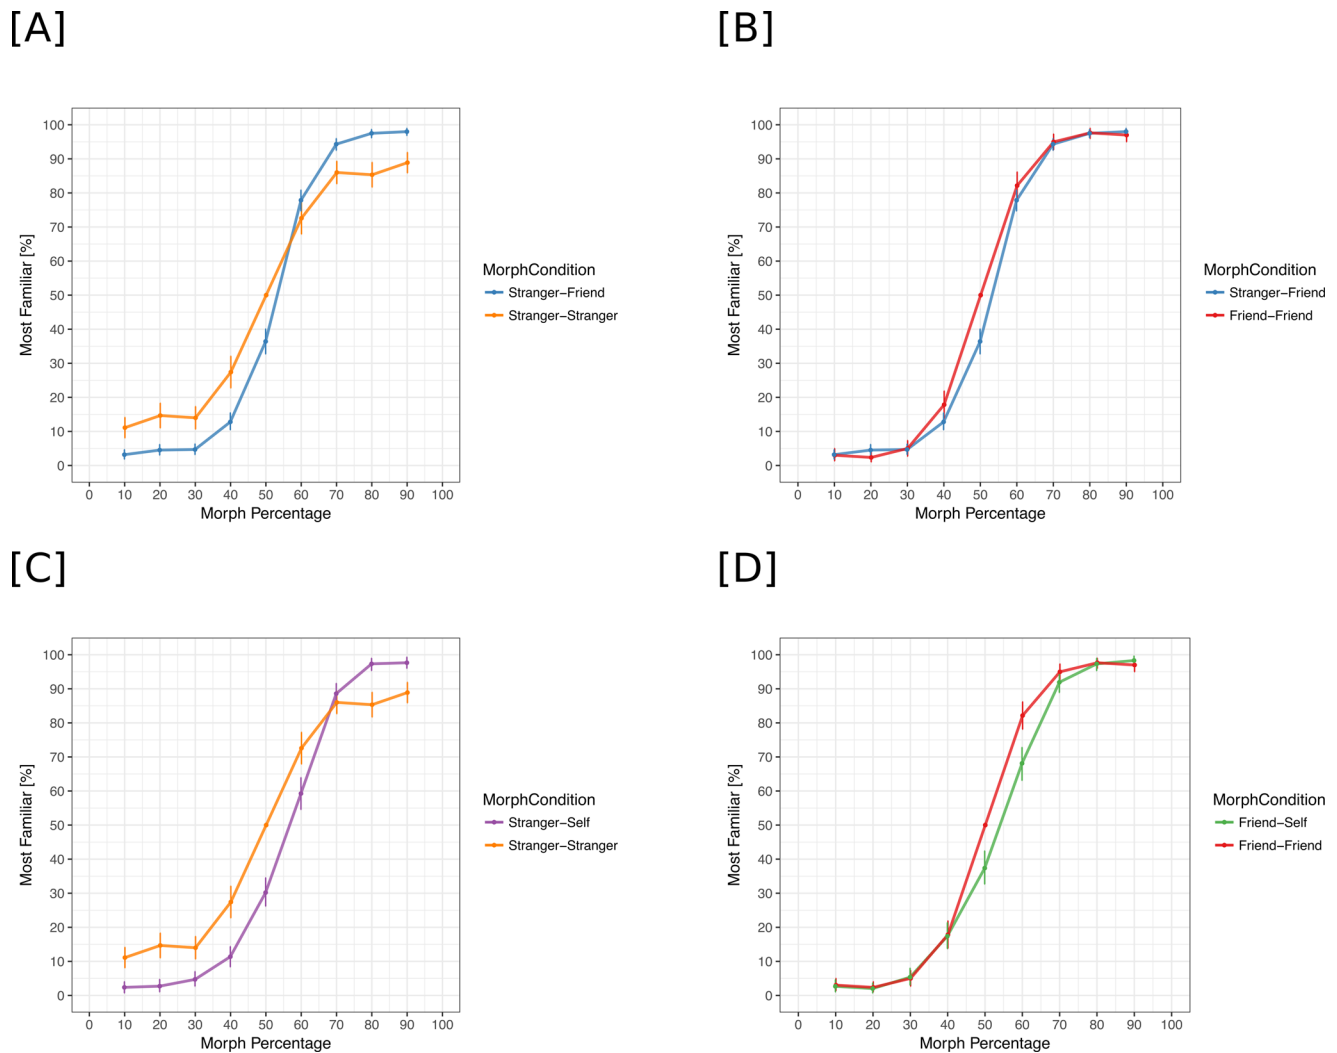 [A]
100
90
80
70
60
50
40
30
20
10
0
Most Familiar [%]
0 10 20 30 40 50 60 70 80 90 100
Morph Percentage
MorphCondition
Stranger–Friend
Stranger–Stranger
[B]
100
90
80
70
60
50
40
30
20
10
0
Most Familiar [%]
0 10 20 30 40 50 60 70 80 90 100
Morph Percentage
MorphCondition
Stranger–Friend
Friend–Friend
[C]
100
90
80
70
60
50
40
30
20
10
0
Most Familiar [%]
0 10 20 30 40 50 60 70 80 90 100
Morph Percentage
MorphCondition
Stranger–Self
Stranger–Stranger
[D]
100
90
80
70
60
50
40
30
20
10
0
Most Familiar [%]
0 10 20 30 40 50 60 70 80 90 100
Morph Percentage
MorphCondition
Friend–Self
Friend–Friend